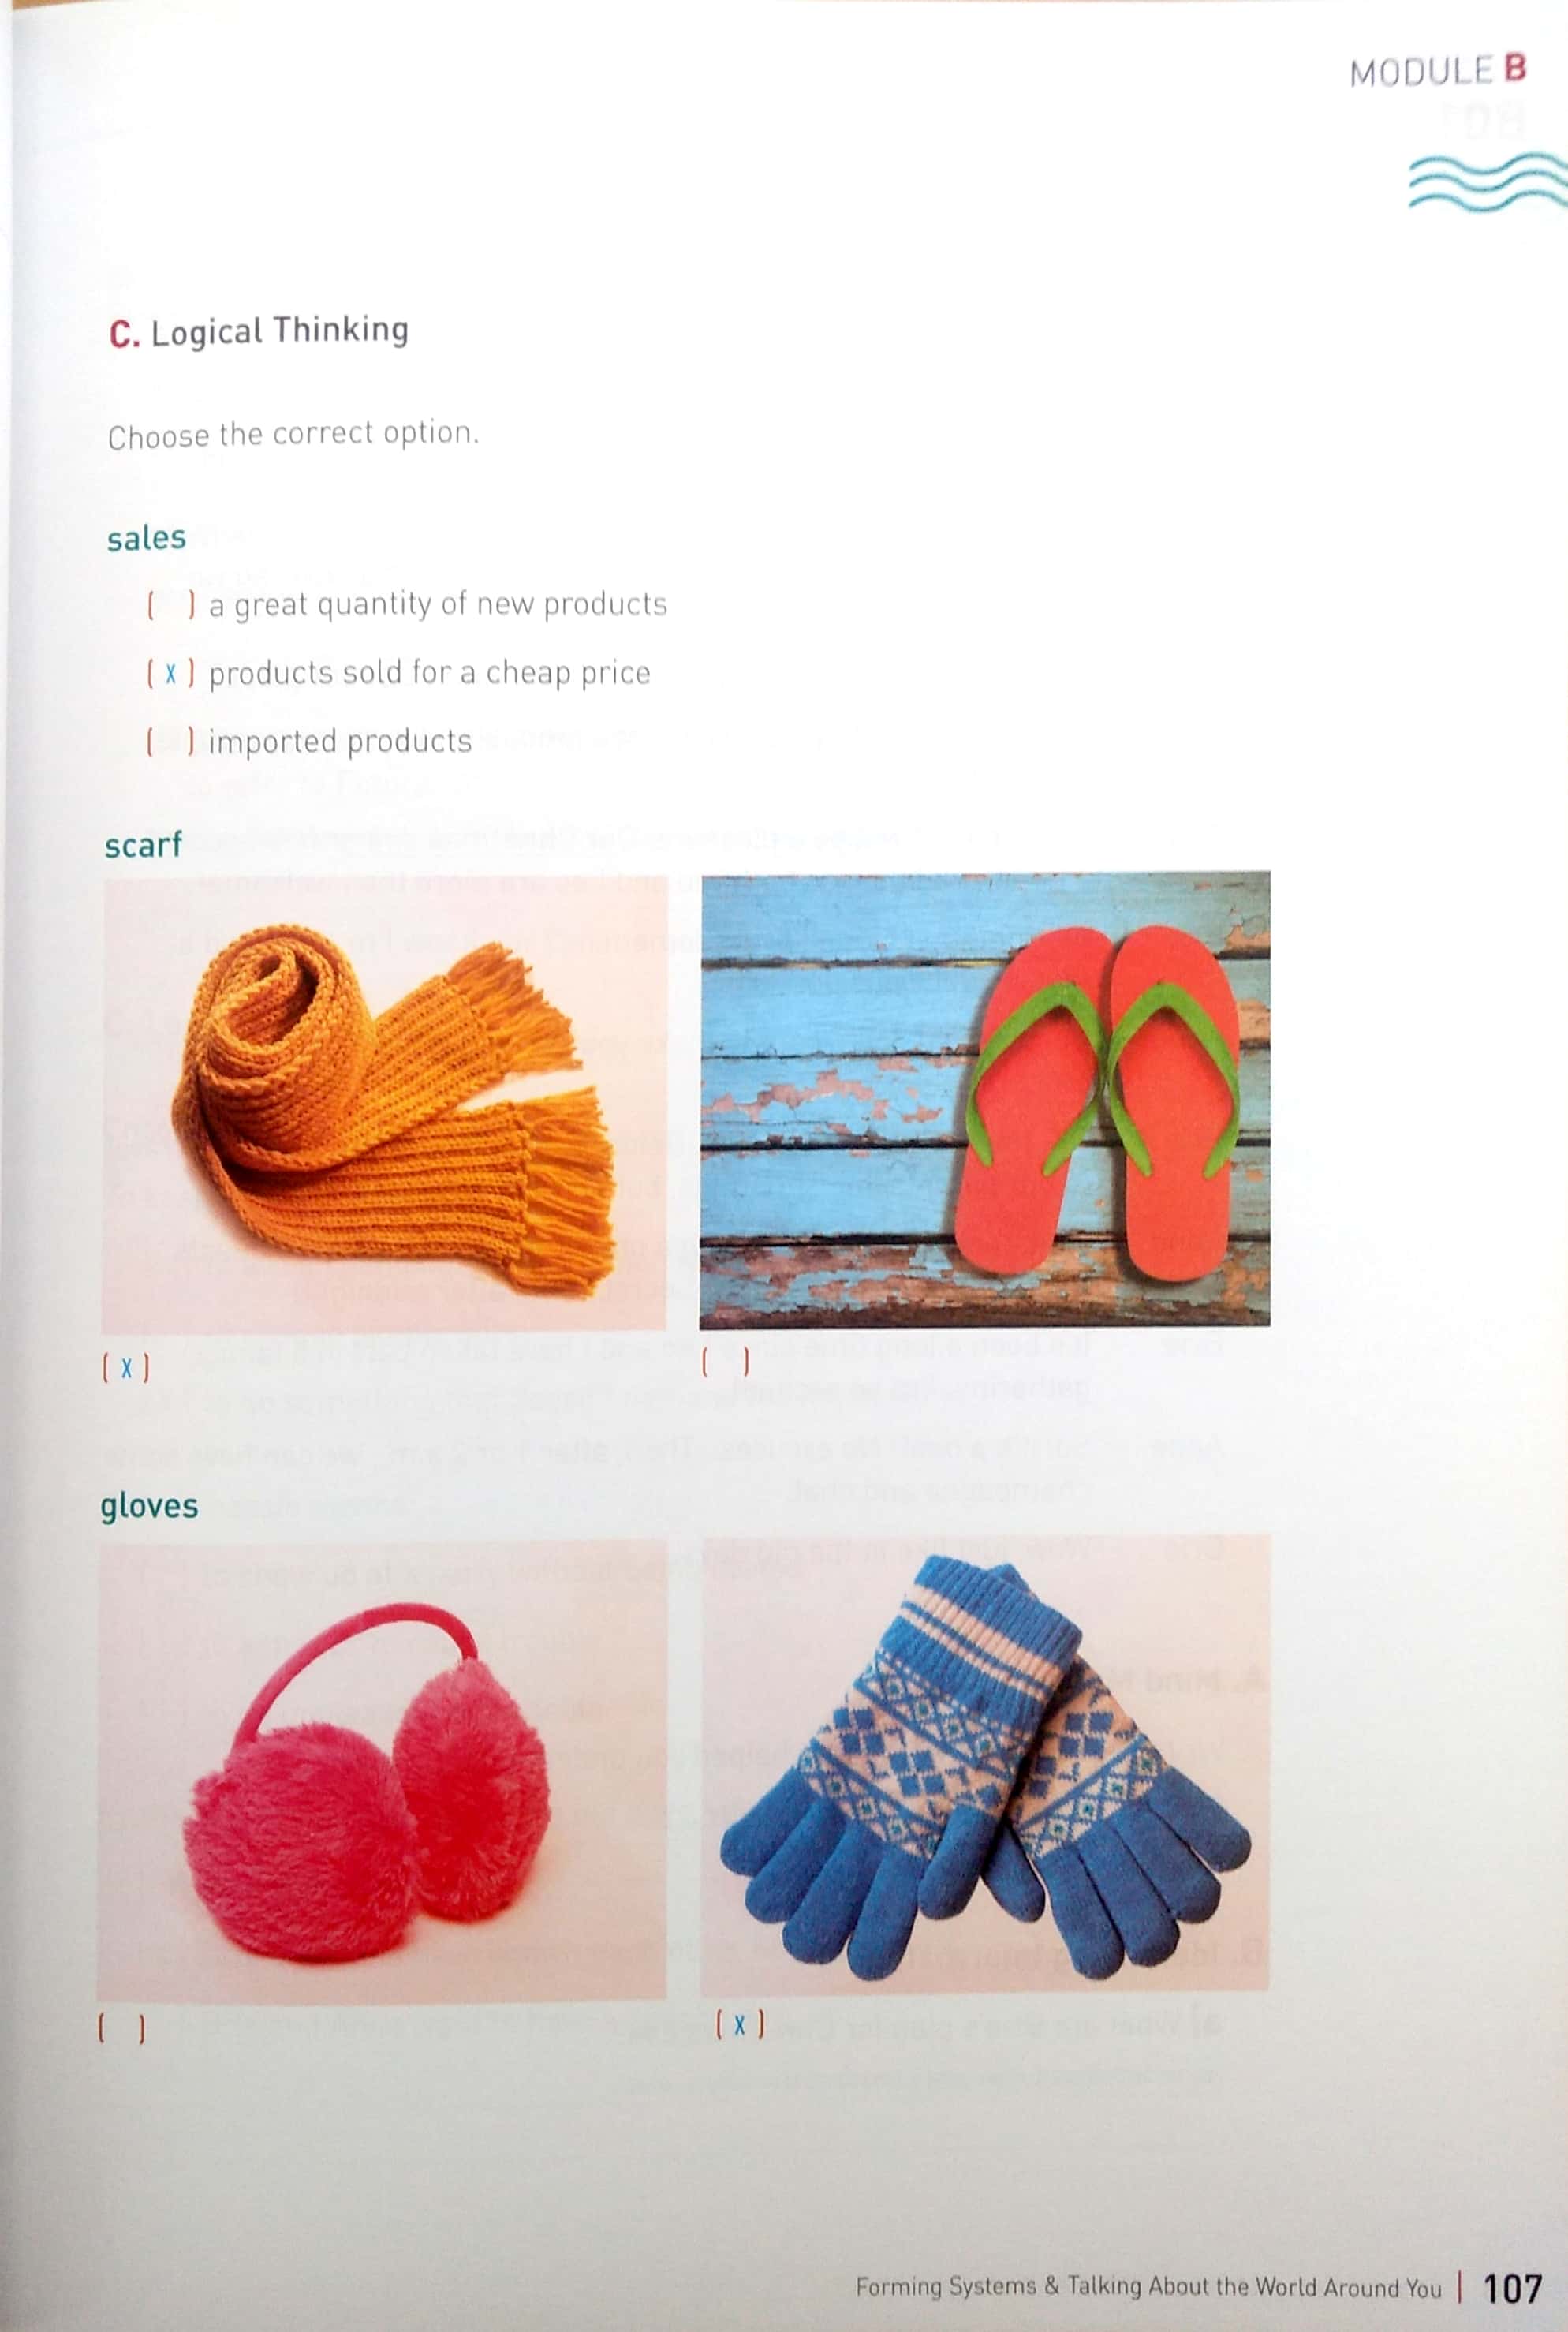 MODULE B
C. Logical Thinking
Choose the correct option.
sales
( ) a great quantity of new products
( x ) products sold for a cheap price
( ) imported products
scarf
( x )
( )
gloves
( )
( x )
Forming Systems & Talking About the World Around You | 107